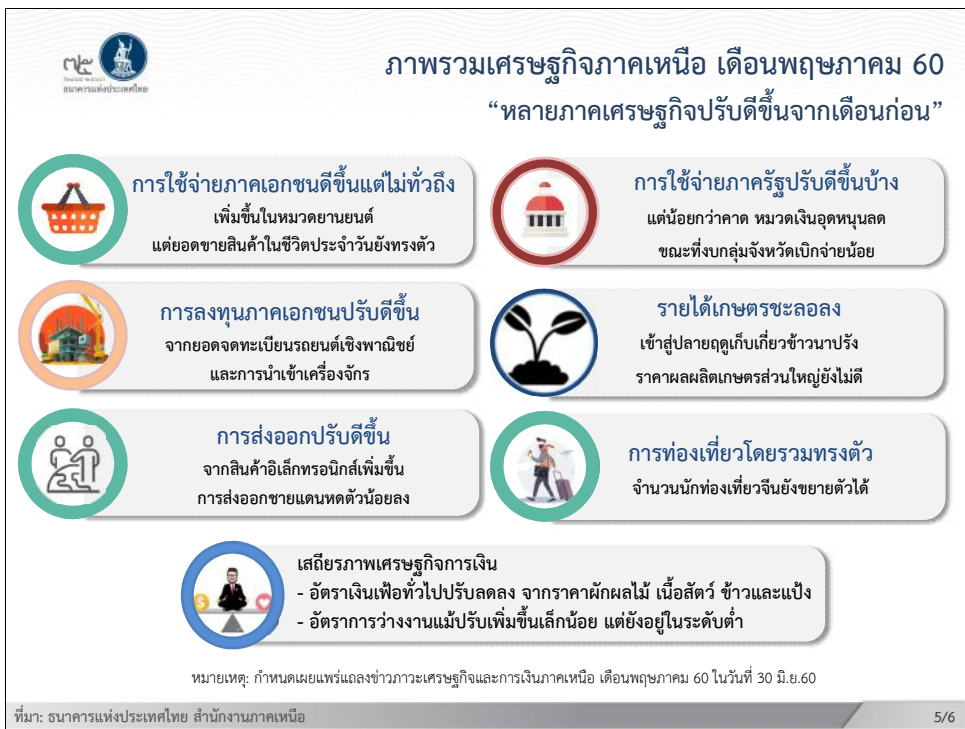 ๗๕
ธนาคารแห่งประเทศไทย
ภาพรวมเศรษฐกิจภาคเหนือ เดือนพฤษภาคม 60
“หลายภาคเศรษฐกิจปรับดีขึ้นจากเดือนก่อน”
การใช้จ่ายภาคเอกชนดีขึ้นแต่ไม่ทั่วถึง
เพิ่มขึ้นในหมวดยานยนต์
แต่ยอดขายสินค้าในชีวิตประจำวันยังทรงตัว
การใช้จ่ายภาครัฐปรับดีขึ้นบ้าง
แต่น้อยกว่าคาด หมวดเงินอุดหนุนลด
ขณะที่งบกลุ่มจังหวัดเบิกจ่ายน้อย
การลงทุนภาคเอกชนปรับดีขึ้น
จากยอดจดทะเบียนรถยนต์เชิงพาณิชย์
และการนำเข้าเครื่องจักร
รายได้เกษตรชะลอลง
เข้าสู่ปลายฤดูเก็บเกี่ยวข้าวนาปรัง
ราคาผลผลิตเกษตรส่วนใหญ่ยังไม่ดี
การส่งออกปรับดีขึ้น
จากสินค้าอิเล็กทรอนิกส์เพิ่มขึ้น
การส่งออกชายแดนหดตัวน้อยลง
การท่องเที่ยวโดยรวมทรงตัว
จำนวนนักท่องเที่ยวจีนยังขยายตัวได้
เสถียรภาพเศรษฐกิจการเงิน
- อัตราเงินเฟ้อทั่วไปปรับลดลง จากราคาผักผลไม้ เนื้อสัตว์ ข้าวและแป้ง
- อัตราการว่างงานแม้ปรับเพิ่มขึ้นเล็กน้อย แต่ยังอยู่ในระดับต่ำ
หมายเหตุ: กำหนดเผยแพร่แถลงข่าวภาวะเศรษฐกิจและการเงินภาคเหนือ เดือนพฤษภาคม 60 ในวันที่ 30 มิ.ย.60
ที่มา: ธนาคารแห่งประเทศไทย สำนักงานภาคเหนือ
5/6